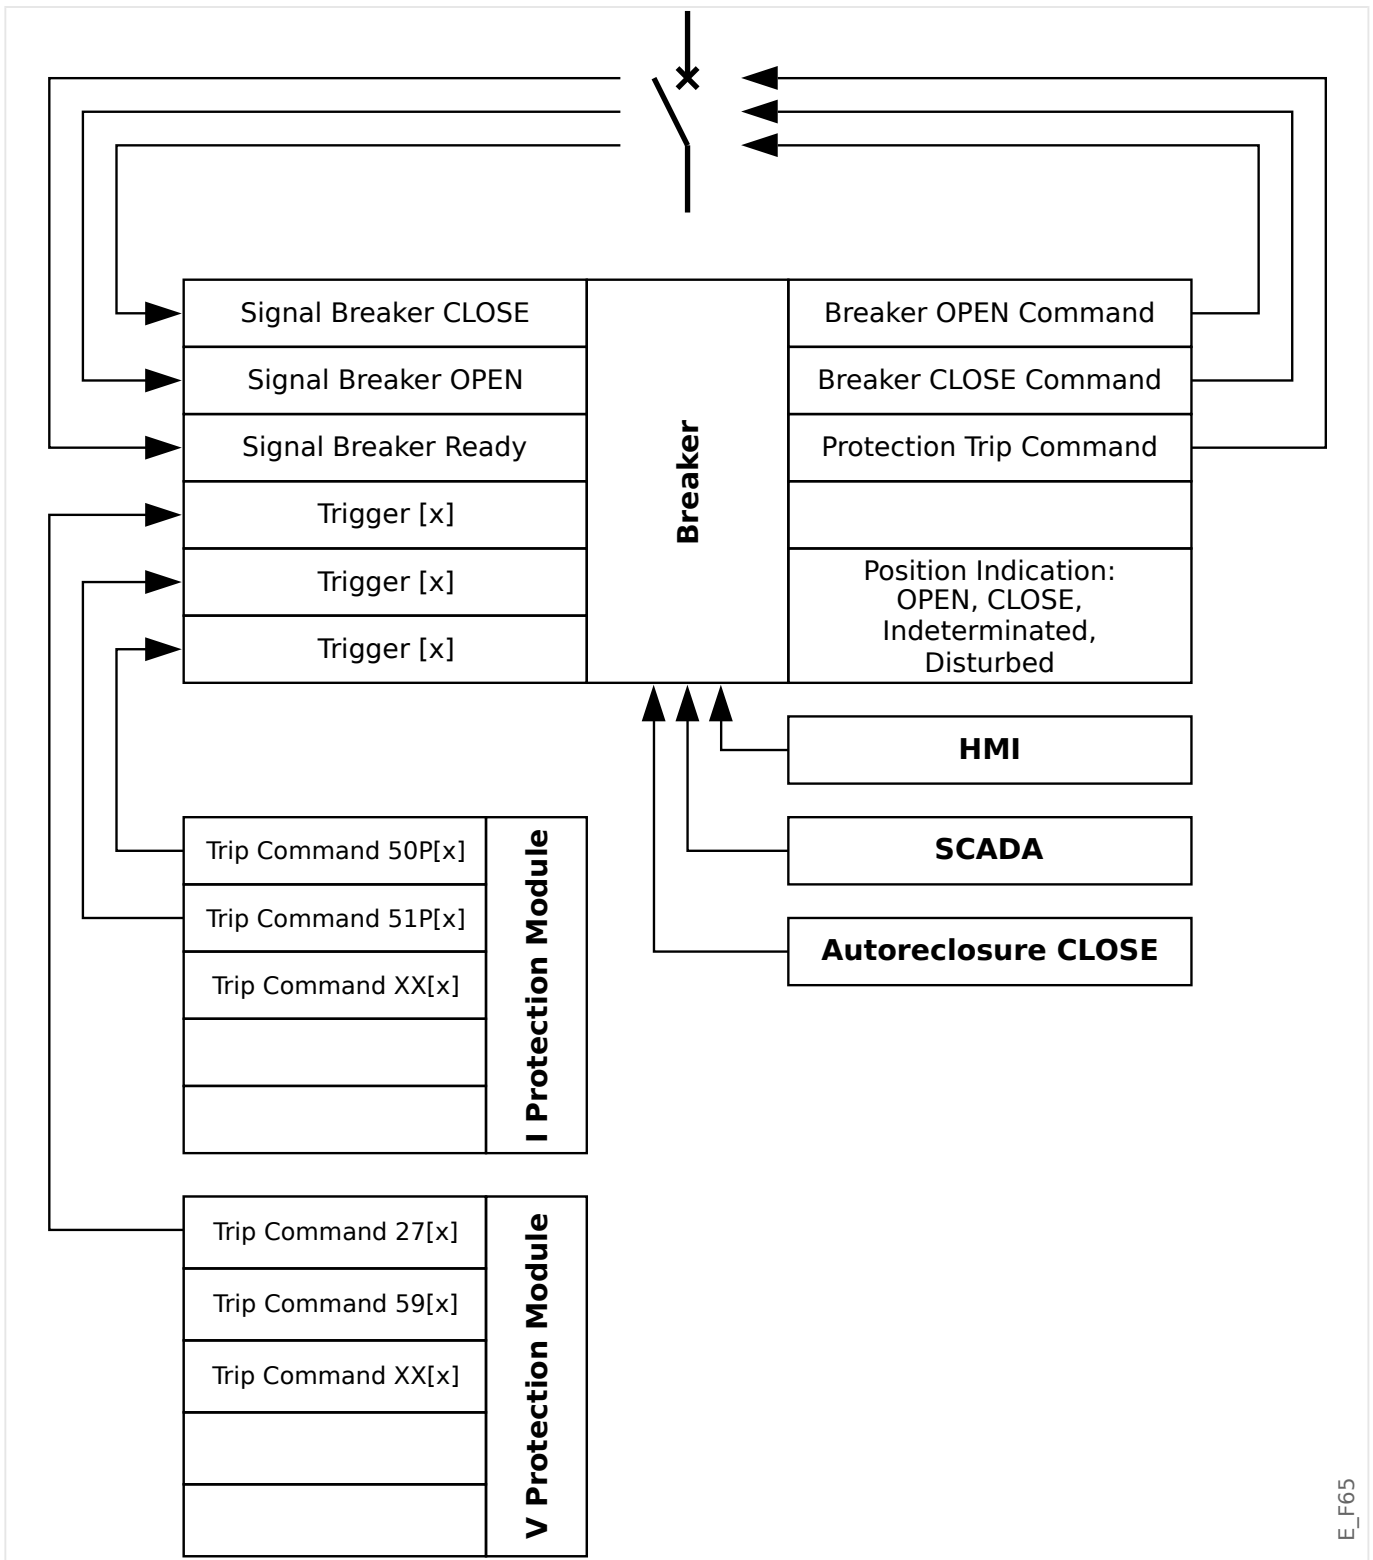 Signal Breaker CLOSE
Signal Breaker OPEN
Signal Breaker Ready
Trigger [x]
Trigger [x]
Trigger [x]
Breaker
Breaker OPEN Command
Breaker CLOSE Command
Protection Trip Command
Position Indication:
OPEN, CLOSE,
Indeterminated,
Disturbed
HMI
SCADA
Autoreclosure CLOSE
Trip Command 50P[x]
Trip Command 51P[x]
Trip Command XX[x]
I Protection Module
Trip Command 27[x]
Trip Command 59[x]
Trip Command XX[x]
V Protection Module
E_F65